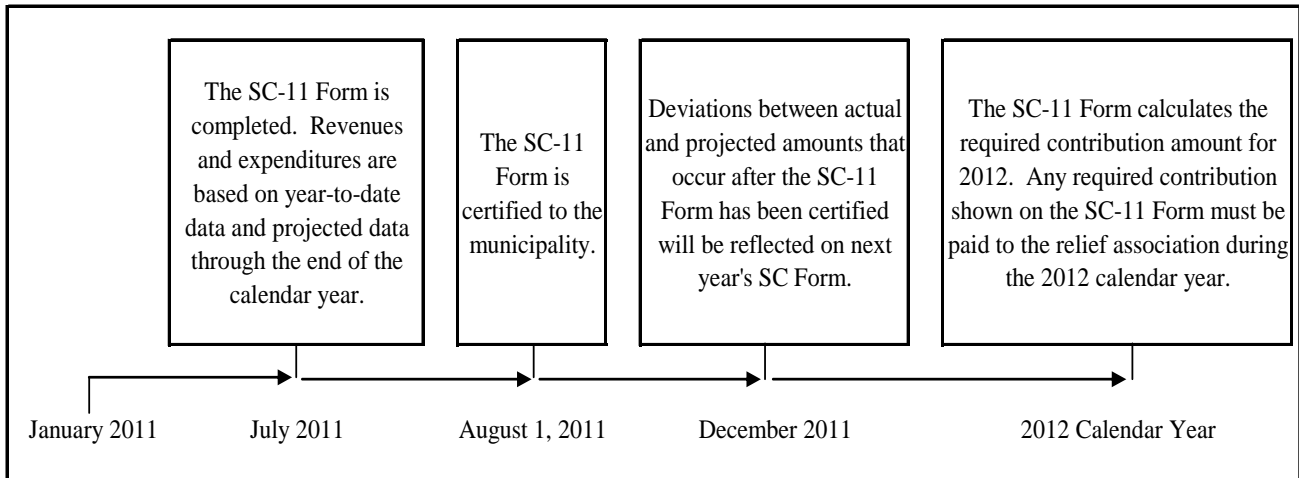 The SC-11 Form is
completed. Revenues
and expenditures are
based on year-to-date
data and projected data
through the end of the
calendar year.
The SC-11
Form is
certified to the
municipality.
Deviations between actual
and projected amounts that
occur after the SC-11
Form has been certified
will be reflected on next
year's SC Form.
The SC-11 Form calculates the
required contribution amount for
2012. Any required contribution
shown on the SC-11 Form must be
paid to the relief association during
the 2012 calendar year.
January 2011
July 2011
August 1, 2011
December 2011
2012 Calendar Year